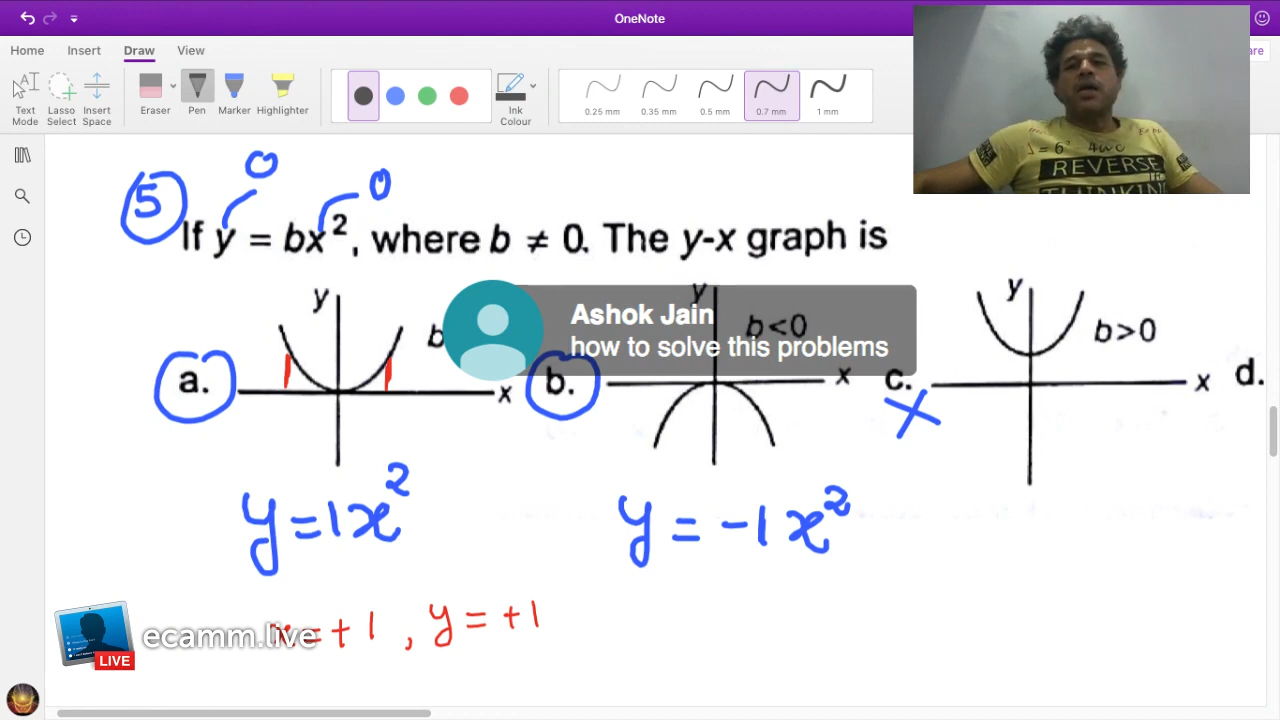 OneNote
Home Insert Draw View
Text Mode
Lasso Select
Insert Space
Eraser
Pen
Marker
Highlighter
Ink Colour
0.25 mm
0.35 mm
0.5 mm
0.7 mm
1 mm
REVERSE
THINKING
0
0
5
If y = bx², where b ≠ 0. The y-x graph is
a.
y
x
b
Ashok Jain
how to solve this problems
b.
y
b<0
x
c.
y
b>0
x
d.
y=1x²
y = -1x²
= +1 , y = +1
ecamm.live
LIVE